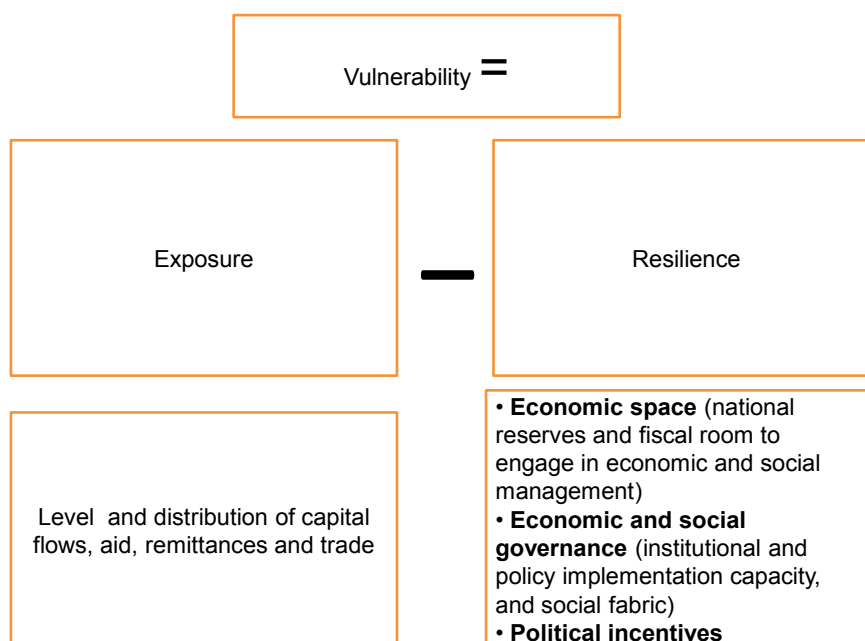 Vulnerability =
Exposure
—
Resilience
Level and distribution of capital
flows, aid, remittances and trade
• Economic space (national
reserves and fiscal room to
engage in economic and social
management)
• Economic and social
governance (institutional and
policy implementation capacity,
and social fabric)
• Political incentives